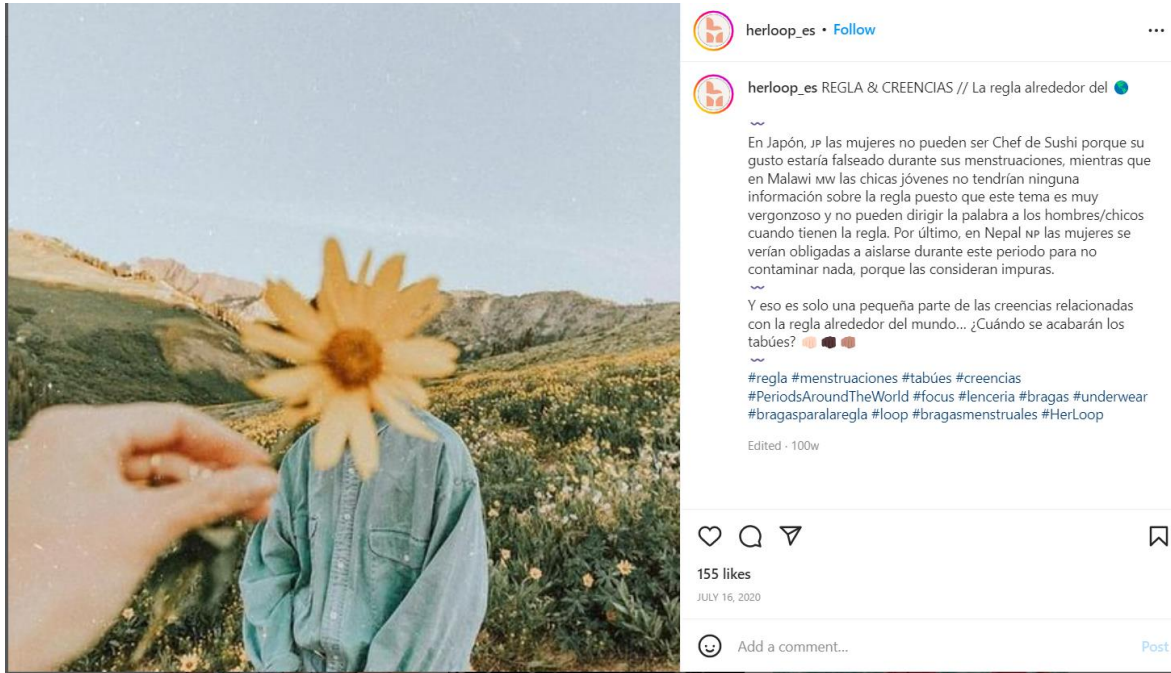 herloop_es • Follow
herloop_es REGLA & CREENCIAS // La regla alrededor del 🌎
〰
En Japón, JP las mujeres no pueden ser Chef de Sushi porque su
gusto estaría falseado durante sus menstruaciones, mientras que
en Malawi MW las chicas jóvenes no tendrían ninguna
información sobre la regla puesto que este tema es muy
vergonzoso y no pueden dirigir la palabra a los hombres/chicos
cuando tienen la regla. Por último, en Nepal NP las mujeres se
verían obligadas a aislarse durante este periodo para no
contaminar nada, porque las consideran impuras.
〰
Y eso es solo una pequeña parte de las creencias relacionadas
con la regla alrededor del mundo... ¿Cuándo se acabarán los
tabúes? 👊🏻👊🏿👊🏽
〰
#regla #menstruaciones #tabúes #creencias
#PeriodsAroundTheWorld #focus #lenceria #bragas #underwear
#bragasparalaregla #loop #bragasmenstruales #HerLoop
Edited · 100w
155 likes
JULY 16, 2020
Add a comment...
Post